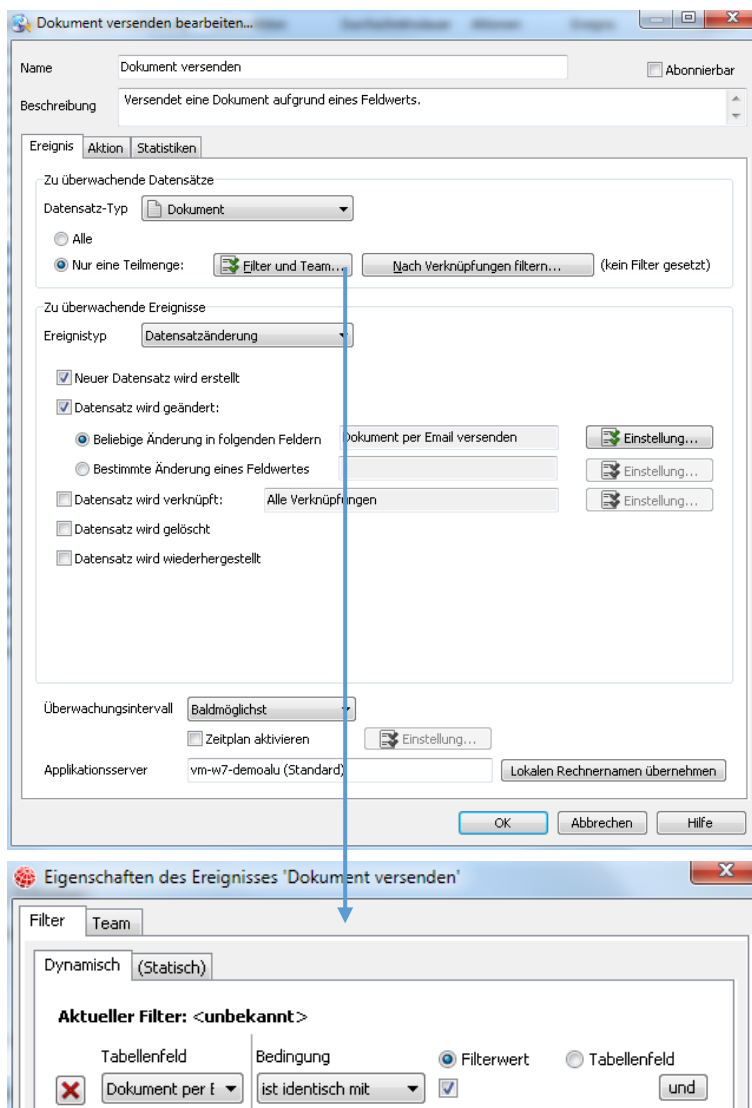 Dokument versenden bearbeiten...
Name Dokument versenden Abonnierbar
Beschreibung Versendet eine Dokument aufgrund eines Feldwerts.
Ereignis Aktion Statistiken
Zu überwachende Datensätze
Datensatz-Typ Dokument
Alle
Nur eine Teilmenge: Filter und Team... Nach Verknüpfungen filtern... (kein Filter gesetzt)
Zu überwachende Ereignisse
Ereignistyp Datensatzänderung
Neuer Datensatz wird erstellt
Datensatz wird geändert:
Beliebige Änderung in folgenden Feldern Dokument per Email versenden Einstellung...
Bestimmte Änderung eines Feldwertes Einstellung...
Datensatz wird verknüpft: Alle Verknüpfungen Einstellung...
Datensatz wird gelöscht
Datensatz wird wiederhergestellt
Überwachungsintervall Baldmöglichst
Zeitplan aktivieren Einstellung...
Applikationsserver vm-w7-demoalu (Standard) Lokalen Rechnernamen übernehmen
OK Abbrechen Hilfe
Eigenschaften des Ereignisses 'Dokument versenden'
Filter Team
Dynamisch (Statisch)
Aktueller Filter: <unbekannt>
Tabellenfeld Bedingung Filterwert Tabellenfeld
Dokument per E ist identisch mit und